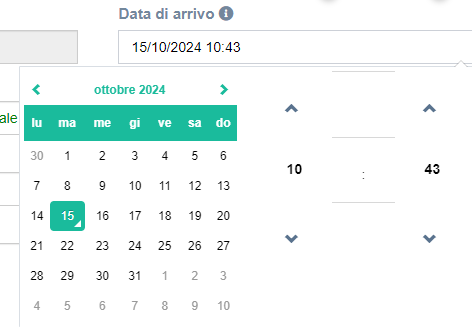 Data di arrivo
15/10/2024 10:43
ale
ottobre 2024
lu ma me gi ve sa do
30 1 2 3 4 5 6
7 8 9 10 11 12 13
14 15 16 17 18 19 20
21 22 23 24 25 26 27
28 29 30 31 1 2 3
4 5 6 7 8 9 10
10 : 43